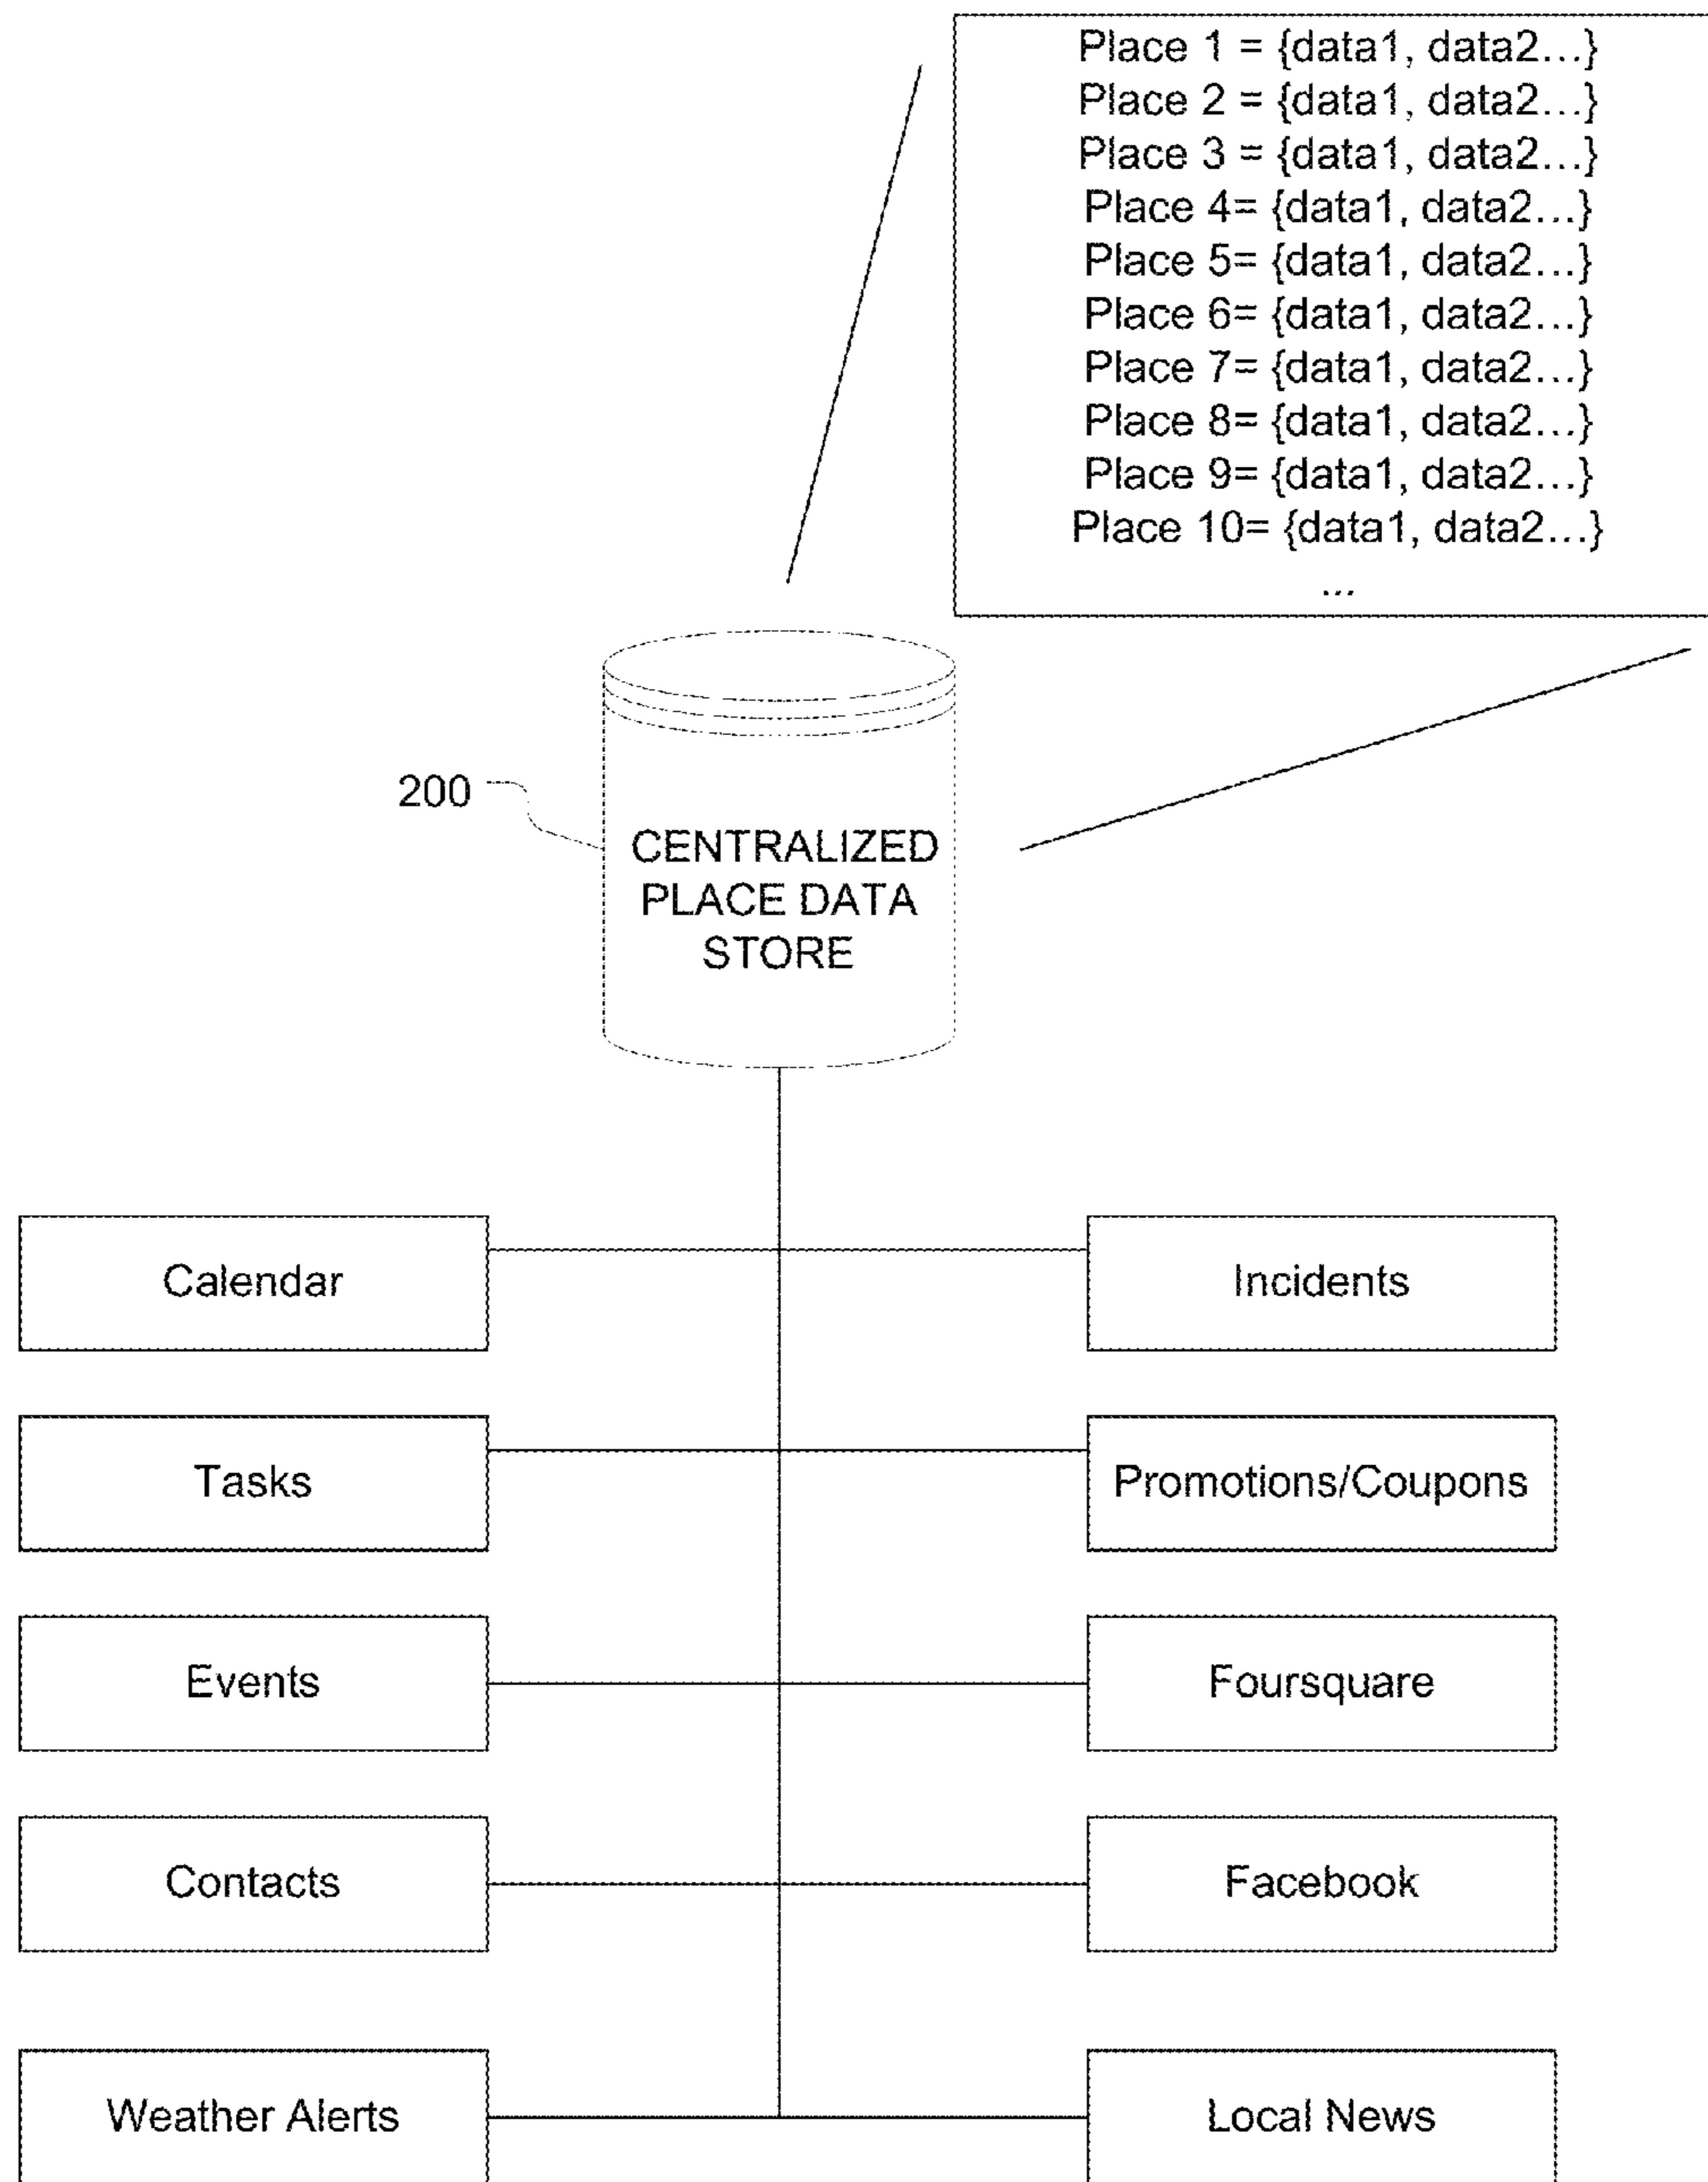 Place 1 = {data1, data2...}
Place 2 = {data1, data2...}
Place 3 = {data1, data2...}
Place 4= {data1, data2...}
Place 5= {data1, data2...}
Place 6= {data1, data2...}
Place 7= {data1, data2...}
Place 8= {data1, data2...}
Place 9= {data1, data2...}
Place 10= {data1, data2...}
...
200
CENTRALIZED
PLACE DATA
STORE
Calendar
Incidents
Tasks
Promotions/Coupons
Events
Foursquare
Contacts
Facebook
Weather Alerts
Local News